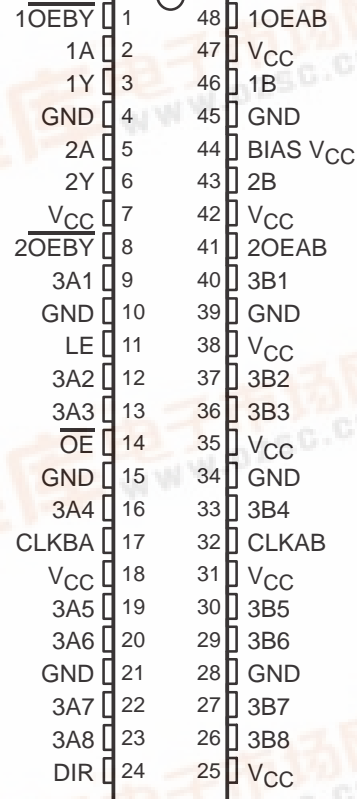 1OEBY 1 48 1OEAB
1A 2 47 VCC
1Y 3 46 1B
GND 4 45 GND
2A 5 44 BIAS VCC
2Y 6 43 2B
VCC 7 42 VCC
2OEBY 8 41 2OEAB
3A1 9 40 3B1
GND 10 39 GND
LE 11 38 VCC
3A2 12 37 3B2
3A3 13 36 3B3
OE 14 35 VCC
GND 15 34 GND
3A4 16 33 3B4
CLKBA 17 32 CLKAB
VCC 18 31 VCC
3A5 19 30 3B5
3A6 20 29 3B6
GND 21 28 GND
3A7 22 27 3B7
3A8 23 26 3B8
DIR 24 25 VCC